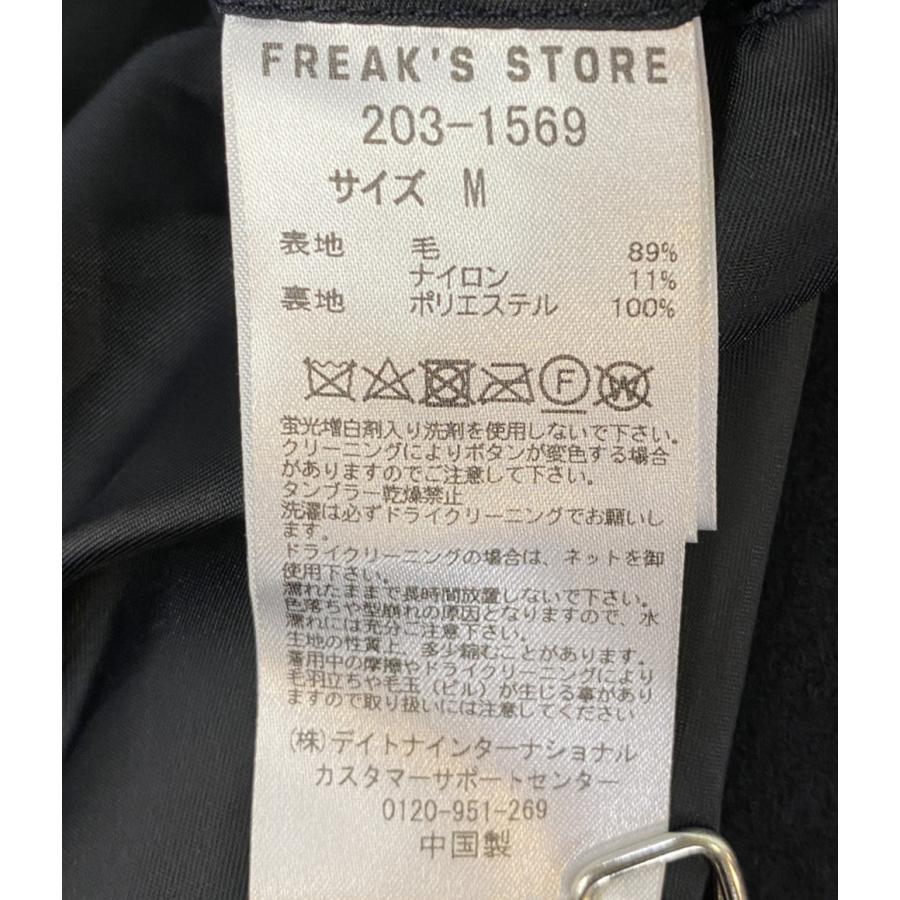 FREAK'S STORE
203-1569
サイズ M
表地 毛 89%
ナイロン 11%
裏地 ポリエステル 100%
F W
蛍光増白剤入り洗剤を使用しないで下さい。
クリーニングによりボタンが変色する場合
がありますのでご注意して下さい。
タンブラー乾燥禁止
洗濯は必ずドライクリーニングでお願いし
ます。
ドライクリーニングの場合は、ネットを御
使用下さい。
濡れたままで長時間放置しないで下さい。
色落ちや型崩れの原因となりますので、水
濡れには充分ご注意下さい。
生地の性質上、多少縮むことがあります。
着用中の摩擦やドライクリーニングにより
毛羽立ちや毛玉（ピル）が生じる事があり
ますので取り扱いには注意してください
(株)デイトナインターナショナル
カスタマーサポートセンター
0120-951-269
中国製